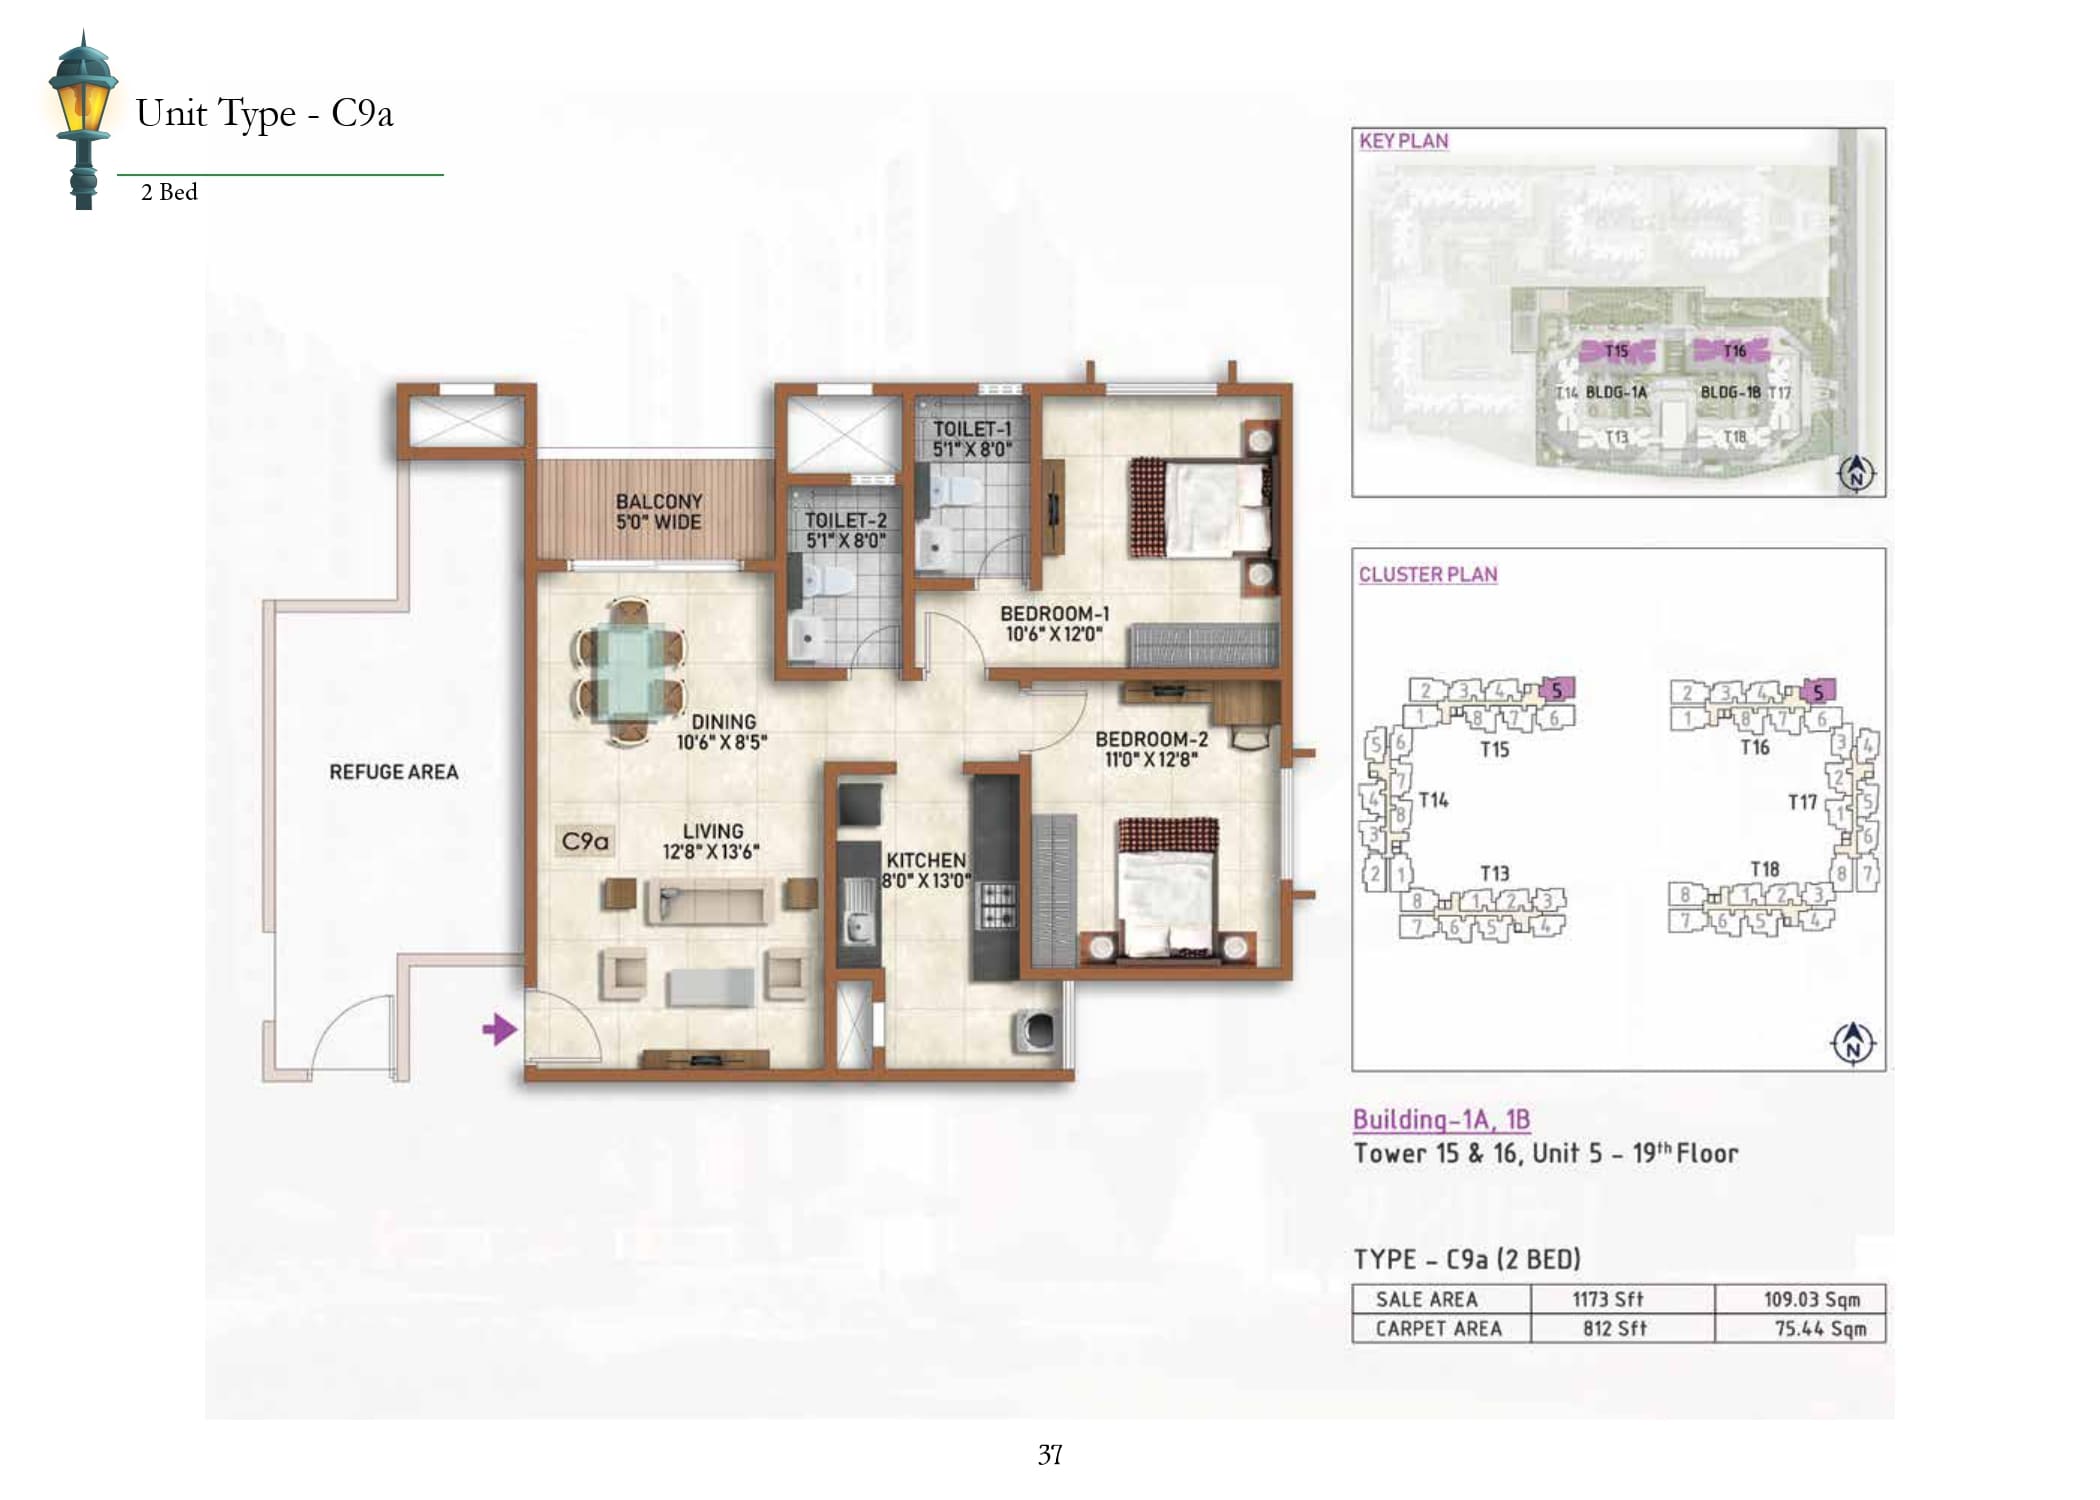 Unit Type - C9a
2 Bed
TOILET-1
5'1" X 8'0"
BALCONY
5'0" WIDE
TOILET-2
5'1" X 8'0"
BEDROOM-1
10'6" X 12'0"
DINING
10'6" X 8'5"
BEDROOM-2
11'0" X 12'8"
REFUGE AREA
LIVING
12'8" X 13'6"
C9a
KITCHEN
8'0" X 13'0"
KEY PLAN
T15
T16
T14
BLDG-1A
BLDG-1B
T17
T13
T18
N
CLUSTER PLAN
2 3 4 5
1 8 7 6
T15
2 3 4 5
1 8 7 6
T16
5 6
7
4
8
3
2 1
T14
3 4
2
5
1
6
8 7
T17
T13
8 1 2 3
7 6 5 4
T18
8 1 2 3
7 6 5 4
N
Building-1A, 1B
Tower 15 & 16, Unit 5 - 19th Floor
TYPE - C9a (2 BED)
SALE AREA 1173 Sft 109.03 Sqm
CARPET AREA 812 Sft 75.44 Sqm
37